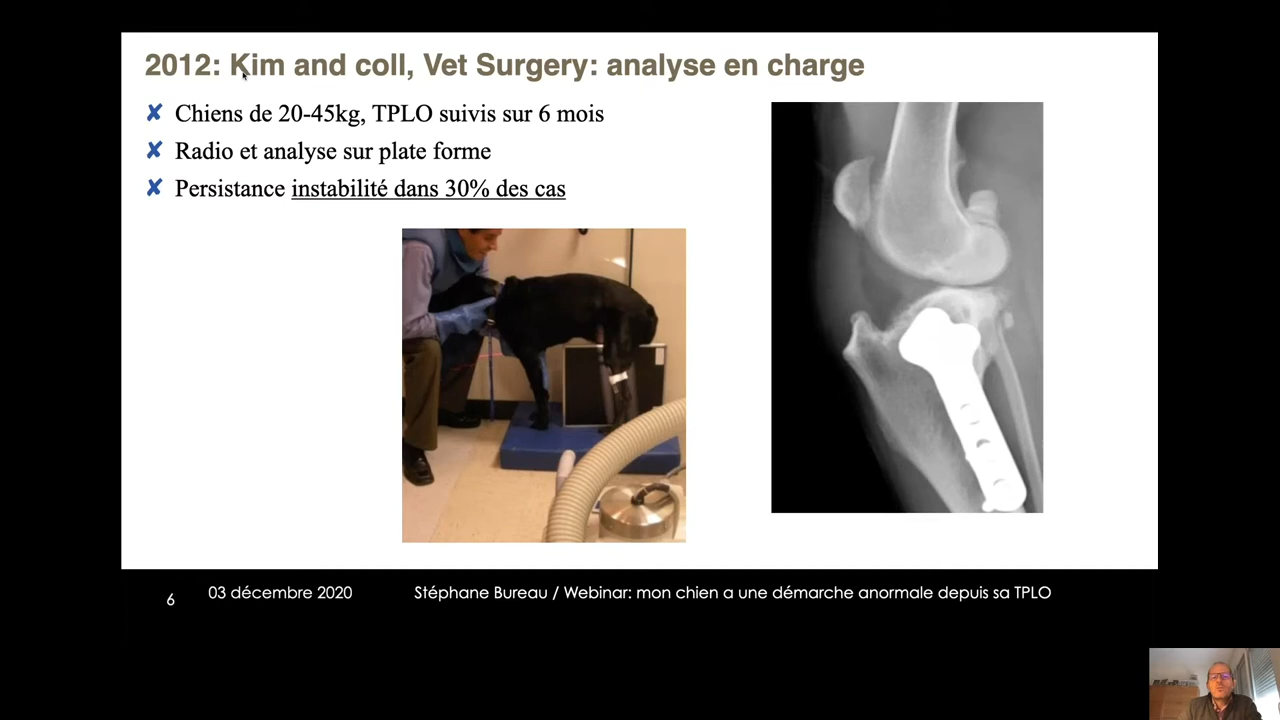 2012: Kim and coll, Vet Surgery: analyse en charge
✘ Chiens de 20-45kg, TPLO suivis sur 6 mois
✘ Radio et analyse sur plate forme
✘ Persistance instabilité dans 30% des cas
6 03 décembre 2020 Stéphane Bureau / Webinar: mon chien a une démarche anormale depuis sa TPLO